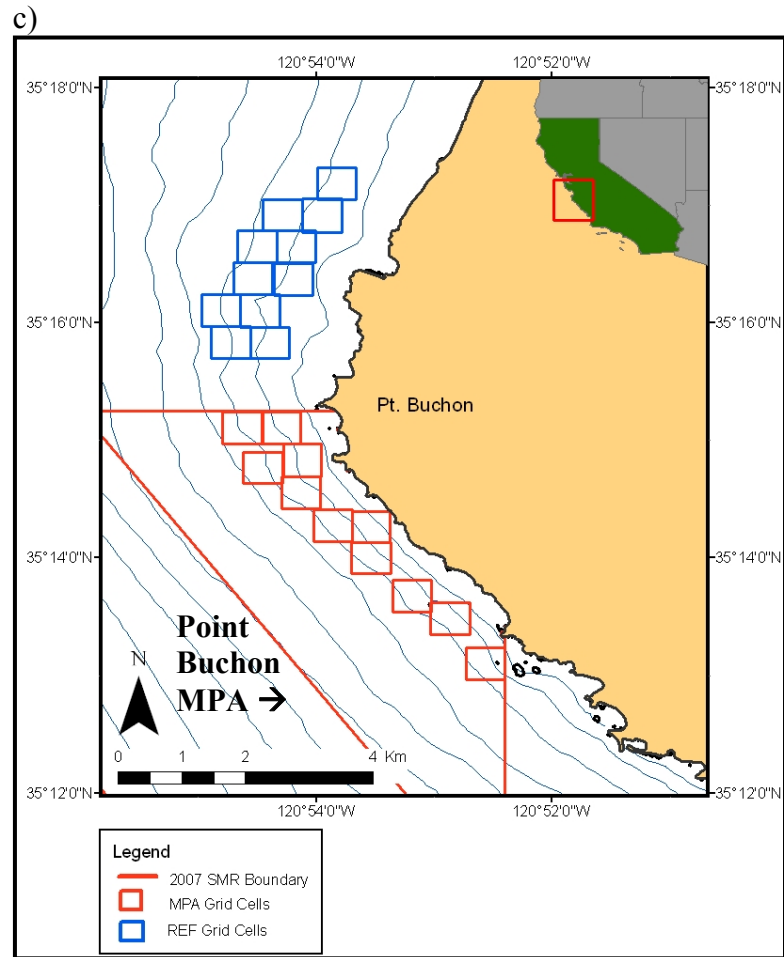 c)
120°54'0"W 120°52'0"W
35°18'0"N 35°18'0"N
35°16'0"N 35°16'0"N
Pt. Buchon
35°14'0"N 35°14'0"N
Point
Buchon
MPA →
N
0 1 2 4 Km
35°12'0"N 35°12'0"N
120°54'0"W 120°52'0"W
Legend
2007 SMR Boundary
MPA Grid Cells
REF Grid Cells